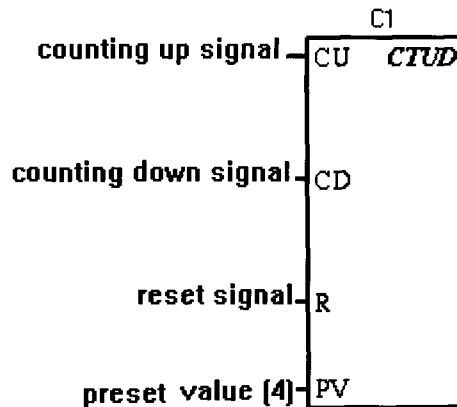 C1
counting up signal CU CTUD
counting down signal CD
reset signal R
preset value (4) PV